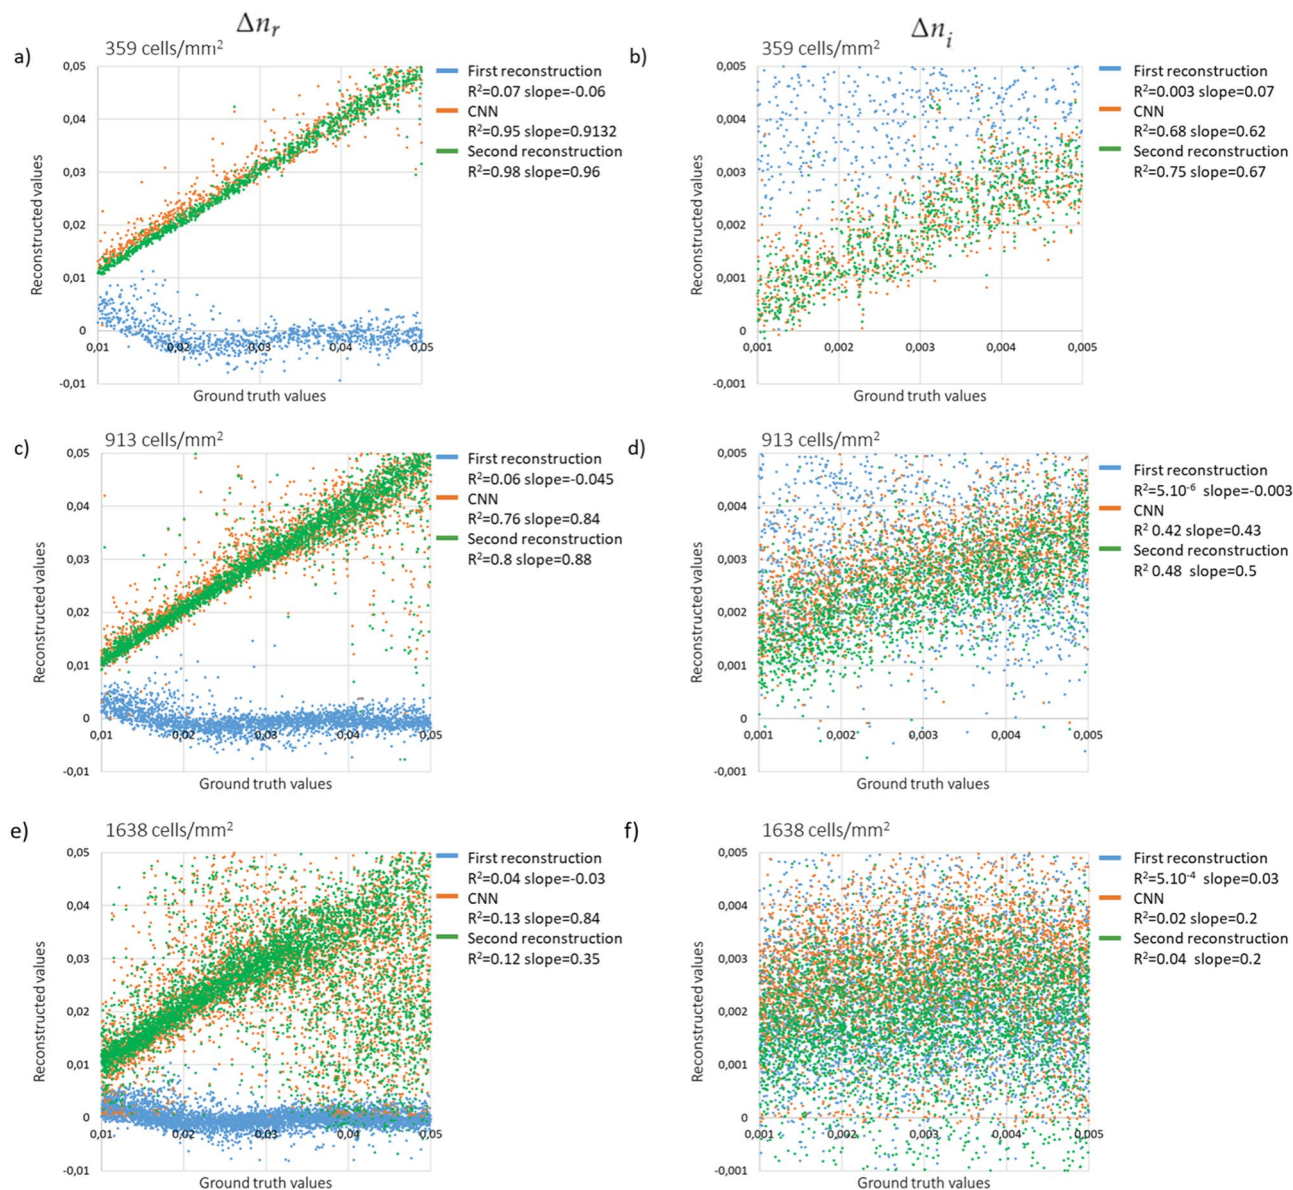 Δn_r
Δn_i
a)
359 cells/mm²
0,05
0,04
0,03
0,02
0,01
0
-0,01
0,01
0,02
0,03
0,04
0,05
Reconstructed values
Ground truth values
First reconstruction
R²=0.07 slope=-0.06
CNN
R²=0.95 slope=0.9132
Second reconstruction
R²=0.98 slope=0.96
b)
359 cells/mm²
0,005
0,004
0,003
0,002
0,001
0
-0,001
0,001
0,002
0,003
0,004
0,005
Reconstructed values
Ground truth values
First reconstruction
R²=0.003 slope=0.07
CNN
R²=0.68 slope=0.62
Second reconstruction
R²=0.75 slope=0.67
c)
913 cells/mm²
0,05
0,04
0,03
0,02
0,01
0
-0,01
0,01
0,02
0,03
0,04
0,05
Reconstructed values
Ground truth values
First reconstruction
R²=0.06 slope=-0.045
CNN
R²=0.76 slope=0.84
Second reconstruction
R²=0.8 slope=0.88
d)
913 cells/mm²
0,005
0,004
0,003
0,002
0,001
0
-0,001
0,001
0,002
0,003
0,004
0,005
Reconstructed values
Ground truth values
First reconstruction
R²=5.10⁻⁶ slope=-0.003
CNN
R² 0.42 slope=0.43
Second reconstruction
R² 0.48 slope=0.5
e)
1638 cells/mm²
0,05
0,04
0,03
0,02
0,01
0
-0,01
0,01
0,02
0,03
0,04
0,05
Reconstructed values
Ground truth values
First reconstruction
R²=0.04 slope=-0.03
CNN
R²=0.13 slope=0.84
Second reconstruction
R²=0.12 slope=0.35
f)
1638 cells/mm²
0,005
0,004
0,003
0,002
0,001
0
-0,001
0,001
0,002
0,003
0,004
0,005
Reconstructed values
Ground truth values
First reconstruction
R²=5.10⁻⁴ slope=0.03
CNN
R²=0.02 slope=0.2
Second reconstruction
R²=0.04 slope=0.2